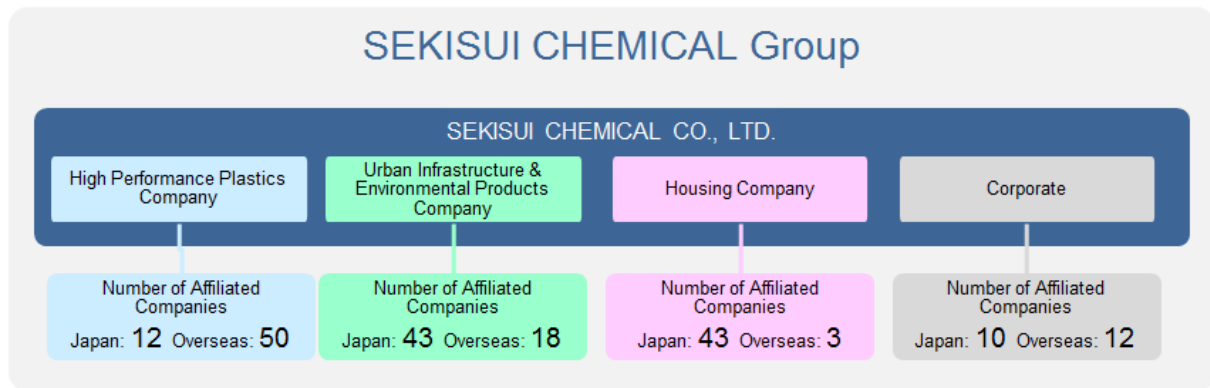 SEKISUI CHEMICAL Group
SEKISUI CHEMICAL CO., LTD.
High Performance Plastics
Company
Urban Infrastructure &
Environmental Products
Company
Housing Company
Corporate
Number of Affiliated
Companies
Japan: 12 Overseas: 50
Number of Affiliated
Companies
Japan: 43 Overseas: 18
Number of Affiliated
Companies
Japan: 43 Overseas: 3
Number of Affiliated
Companies
Japan: 10 Overseas: 12